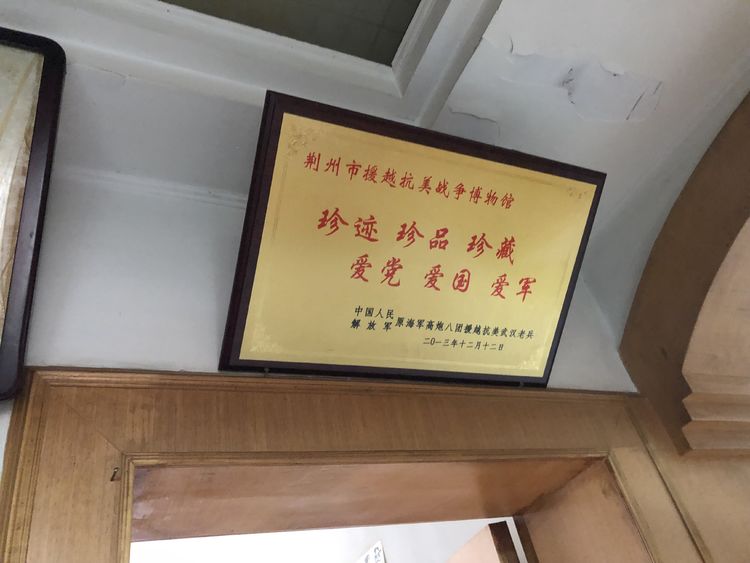 荆州市援越抗美战争博物馆
珍迹 珍品 珍藏
爱党 爱国 爱军
中国人民
解放军 原海军高炮八团援越抗美武汉老兵
二〇一三年十二月十二日